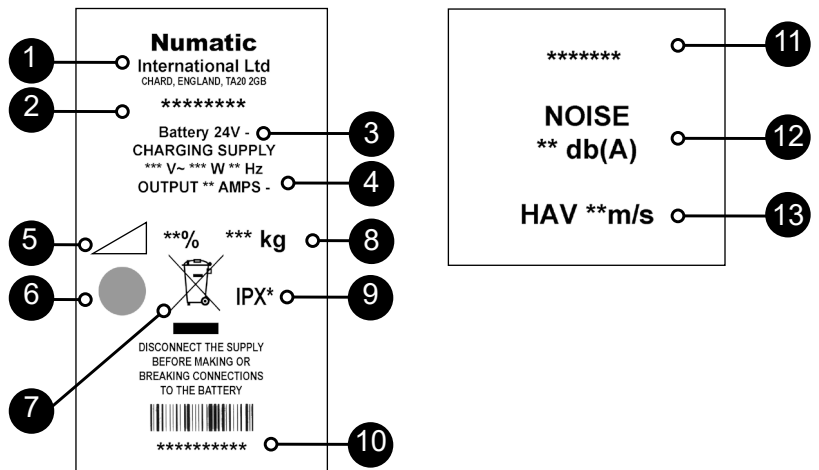 1
Numatic
International Ltd
CHARD, ENGLAND, TA20 2GB
2
********
Battery 24V -
3
CHARGING SUPPLY
*** V~ *** W ** Hz
OUTPUT ** AMPS -
4
5
**%
*** kg
8
6
IPX*
9
7
DISCONNECT THE SUPPLY
BEFORE MAKING OR
BREAKING CONNECTIONS
TO THE BATTERY
**********
10
*******
11
NOISE
** db(A)
12
HAV **m/s
13